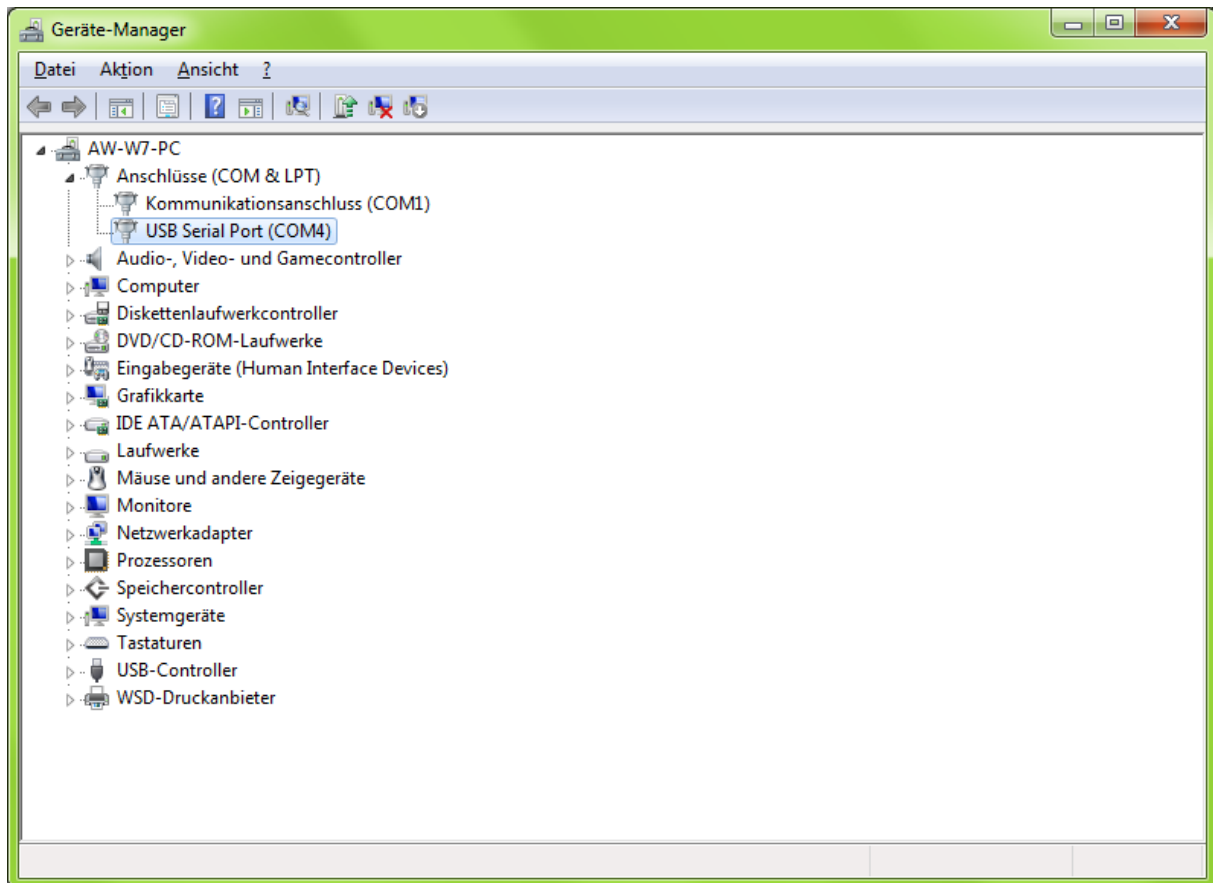 Geräte-Manager
Datei Aktion Ansicht ?
AW-W7-PC
Anschlüsse (COM & LPT)
Kommunikationsanschluss (COM1)
USB Serial Port (COM4)
Audio-, Video- und Gamecontroller
Computer
Diskettenlaufwerkcontroller
DVD/CD-ROM-Laufwerke
Eingabegeräte (Human Interface Devices)
Grafikkarte
IDE ATA/ATAPI-Controller
Laufwerke
Mäuse und andere Zeigegeräte
Monitore
Netzwerkadapter
Prozessoren
Speichercontroller
Systemgeräte
Tastaturen
USB-Controller
WSD-Druckanbieter